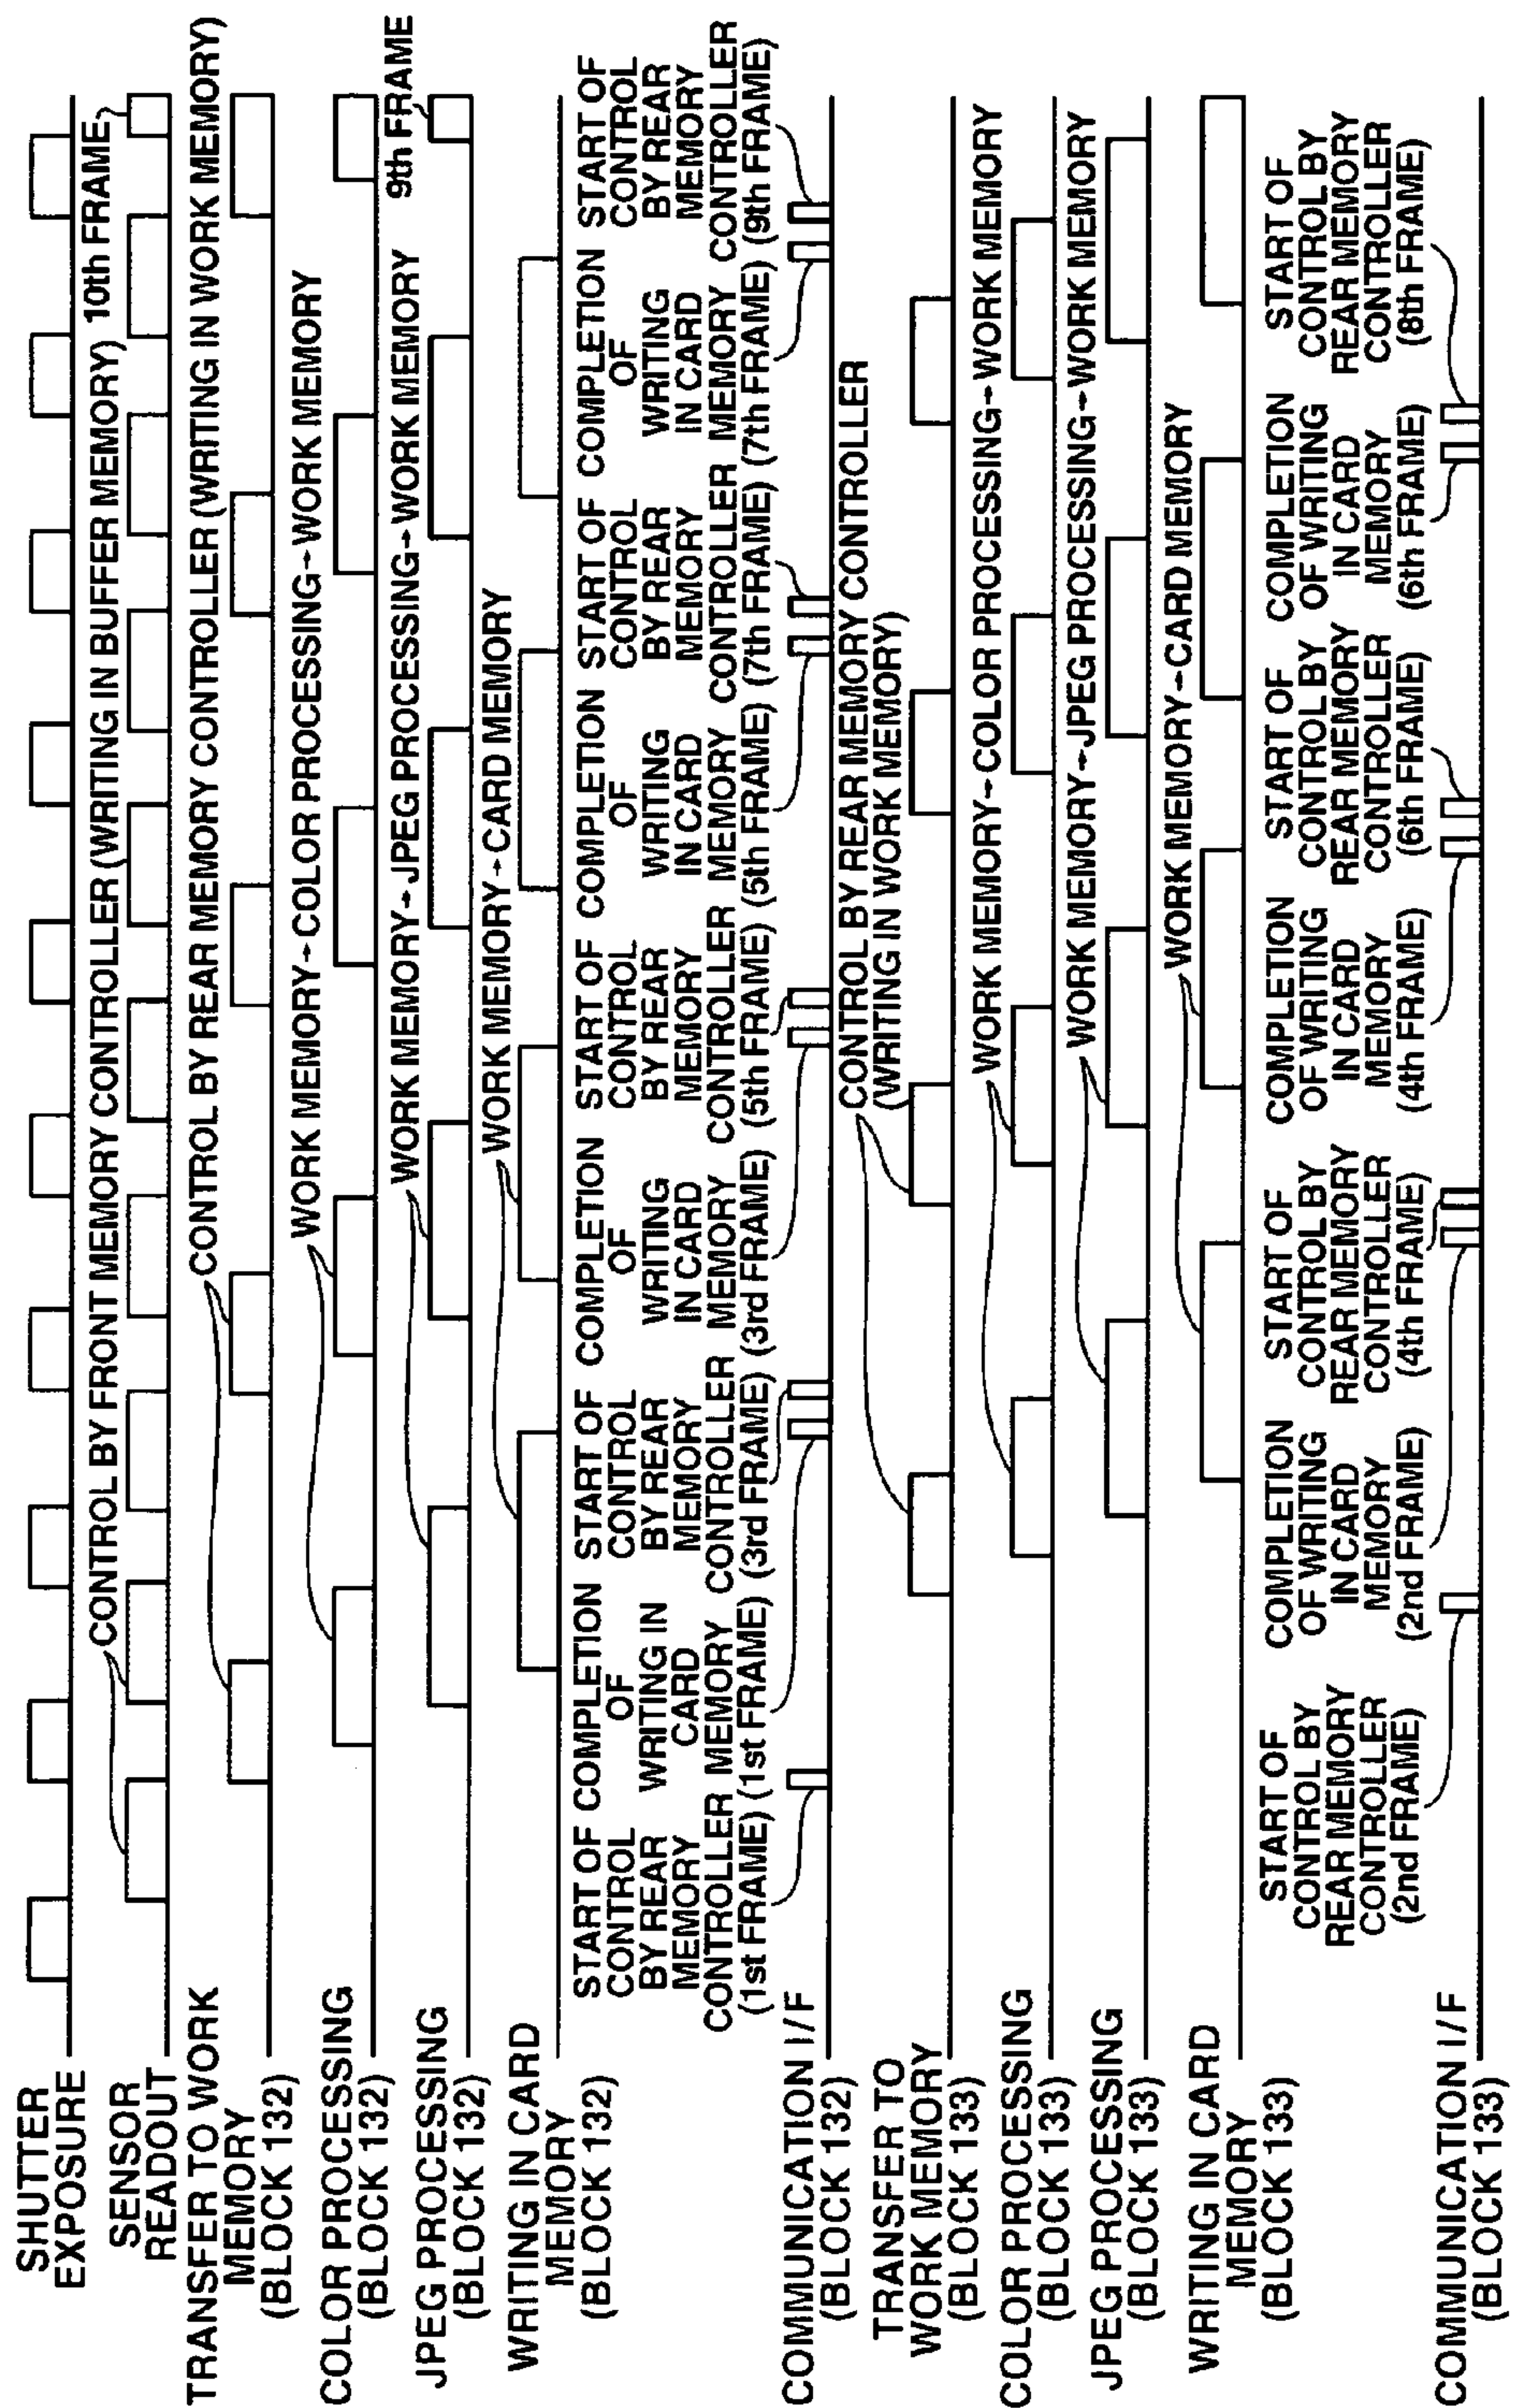 SHUTTER
EXPOSURE
SENSOR
READOUT
CONTROL BY FRONT MEMORY CONTROLLER (WRITING IN BUFFER MEMORY)
10th FRAME
TRANSFER TO WORK
MEMORY
(BLOCK 132)
CONTROL BY REAR MEMORY CONTROLLER (WRITING IN WORK MEMORY)
COLOR PROCESSING
(BLOCK 132)
WORK MEMORY→COLOR PROCESSING→WORK MEMORY
JPEG PROCESSING
(BLOCK 132)
WORK MEMORY→JPEG PROCESSING→WORK MEMORY
9th FRAME
WRITING IN CARD
MEMORY
(BLOCK 132)
WORK MEMORY→CARD MEMORY
START OF
CONTROL
BY REAR
MEMORY
CONTROLLER
(1st FRAME)
COMPLETION
OF
WRITING IN
CARD
MEMORY
(1st FRAME)
START OF
CONTROL
BY REAR
MEMORY
CONTROLLER
(3rd FRAME)
COMPLETION
OF
WRITING
IN CARD
MEMORY
(3rd FRAME)
START OF
CONTROL
BY REAR
MEMORY
CONTROLLER
(5th FRAME)
COMPLETION
OF
WRITING
IN CARD
MEMORY
(5th FRAME)
START OF
CONTROL
BY REAR
MEMORY
CONTROLLER
(7th FRAME)
COMPLETION
OF
WRITING
IN CARD
MEMORY
(7th FRAME)
START OF
CONTROL
BY REAR
MEMORY
CONTROLLER
(9th FRAME)
COMMUNICATION I/F
(BLOCK 132)
TRANSFER TO
WORK MEMORY
(BLOCK 133)
CONTROL BY REAR MEMORY CONTROLLER
(WRITING IN WORK MEMORY)
COLOR PROCESSING
(BLOCK 133)
WORK MEMORY→COLOR PROCESSING→WORK MEMORY
JPEG PROCESSING
(BLOCK 133)
WORK MEMORY→JPEG PROCESSING→WORK MEMORY
WRITING IN CARD
MEMORY
(BLOCK 133)
WORK MEMORY→CARD MEMORY
START OF
CONTROL BY
REAR MEMORY
CONTROLLER
(2nd FRAME)
COMPLETION
OF WRITING
IN CARD
MEMORY
(2nd FRAME)
START OF
CONTROL BY
REAR MEMORY
CONTROLLER
(4th FRAME)
COMPLETION
OF WRITING
IN CARD
MEMORY
(4th FRAME)
START OF
CONTROL BY
REAR MEMORY
CONTROLLER
(6th FRAME)
COMPLETION
OF WRITING
IN CARD
MEMORY
(6th FRAME)
START OF
CONTROL BY
REAR MEMORY
CONTROLLER
(8th FRAME)
COMMUNICATION I/F
(BLOCK 133)